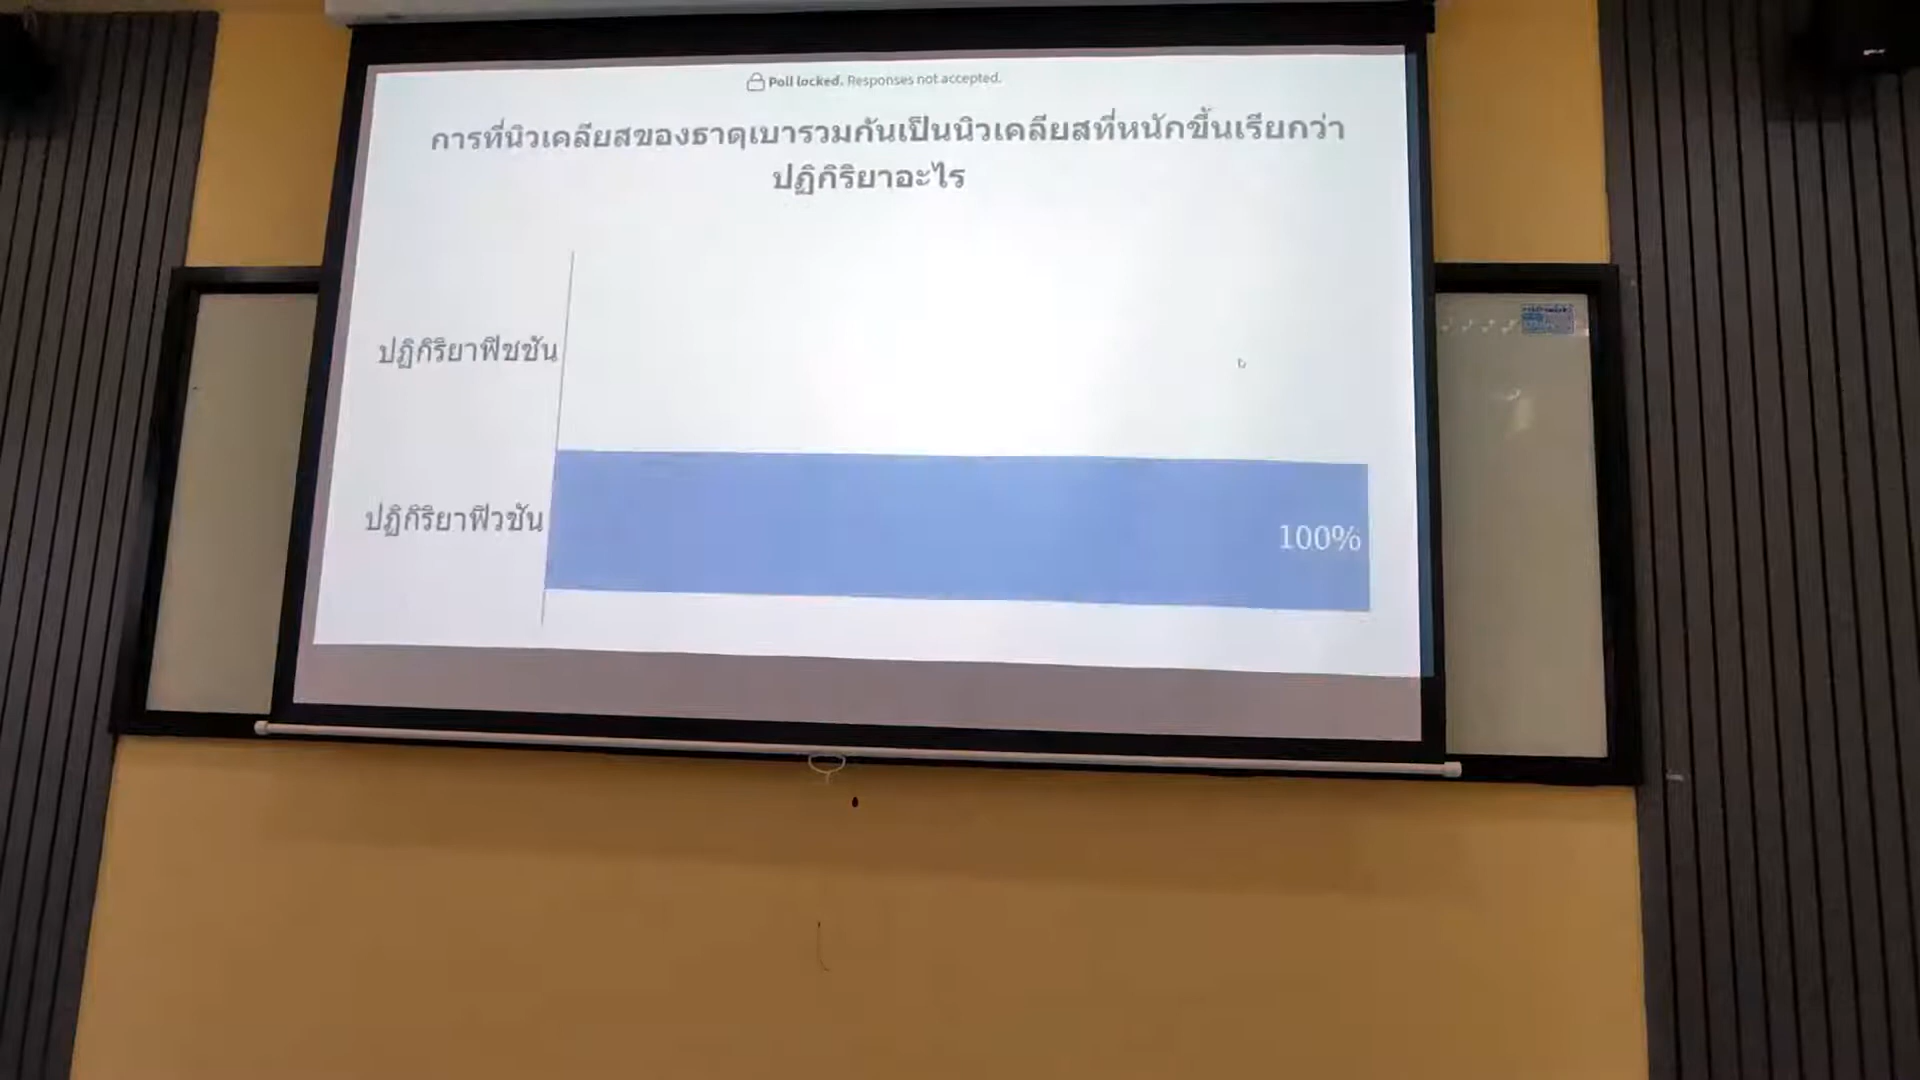 Poll locked. Responses not accepted.
การที่นิวเคลียสของธาตุเบารวมกันเป็นนิวเคลียสที่หนักขึ้นเรียกว่า
ปฏิกิริยาอะไร
ปฏิกิริยาฟิชชัน
ปฏิกิริยาฟิวชัน
100%